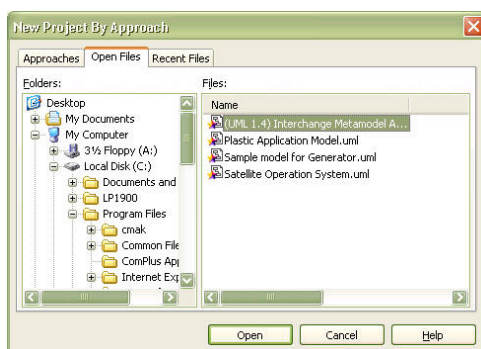 New Project By Approach
Approaches
Open Files
Recent Files
Folders:
Files:
Desktop
My Documents
My Computer
3½ Floppy (A:)
Local Disk (C:)
Documents and
LP1900
Program Files
cmak
Common File
ComPlus App
Internet Exp
Name
(UML 1.4) Interchange Metamodel A...
Plastic Application Model.uml
Sample model for Generator.uml
Satellite Operation System.uml
Open
Cancel
Help